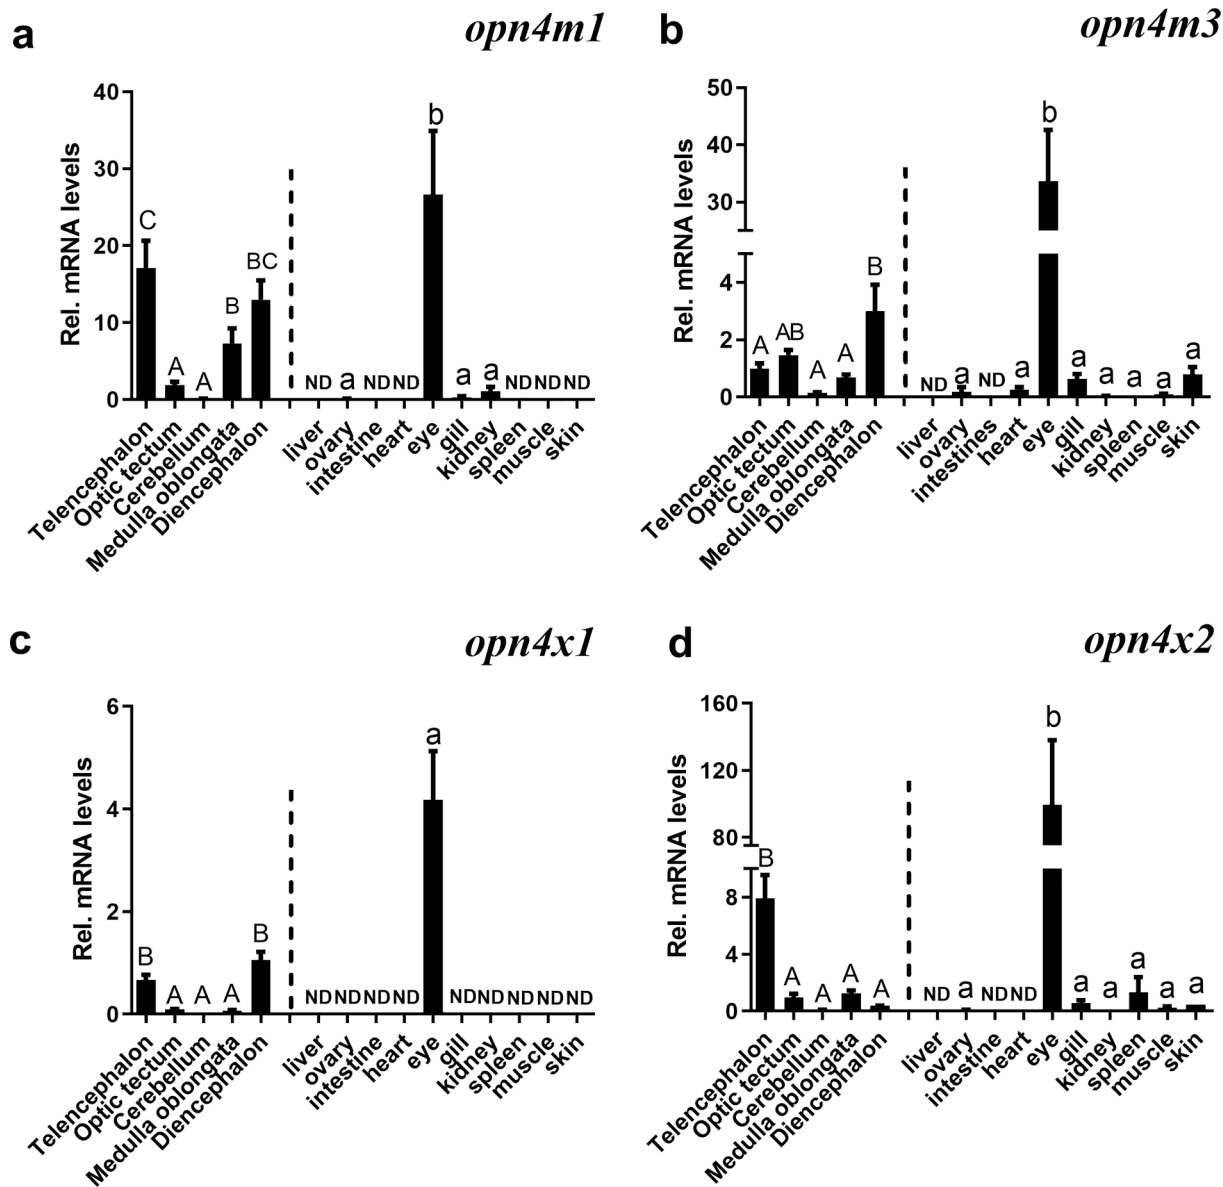 a
opn4m1
Rel. mRNA levels
40
30
20
10
0
C
A
A
B
BC
ND
a
ND
ND
b
a
a
ND
ND
ND
Telencephalon
Optic tectum
Cerebellum
Medulla oblongata
Diencephalon
liver
ovary
intestine
heart
eye
gill
kidney
spleen
muscle
skin
b
opn4m3
Rel. mRNA levels
50
40
30
4
2
0
A
AB
A
A
B
ND
a
ND
a
b
a
a
a
a
a
Telencephalon
Optic tectum
Cerebellum
Medulla oblongata
Diencephalon
liver
ovary
intestines
heart
eye
gill
kidney
spleen
muscle
skin
c
opn4x1
Rel. mRNA levels
6
4
2
0
B
A
A
A
B
ND
ND
ND
ND
a
ND
ND
ND
ND
ND
Telencephalon
Optic tectum
Cerebellum
Medulla oblongata
Diencephalon
liver
ovary
intestine
heart
eye
gill
kidney
spleen
muscle
skin
d
opn4x2
Rel. mRNA levels
160
120
80
8
4
0
B
A
A
A
A
ND
a
ND
ND
b
a
a
a
a
a
Telencephalon
Optic tectum
Cerebellum
Medulla oblongata
Diencephalon
liver
ovary
intestine
heart
eye
gill
kidney
spleen
muscle
skin